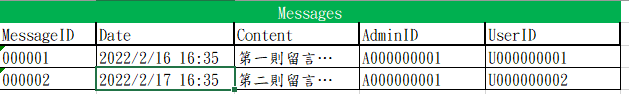 Messages
MessageID Date Content AdminID UserID
000001 2022/2/16 16:35 第一則留言… A000000001 U000000001
000002 2022/2/17 16:35 第二則留言… A000000001 U000000002